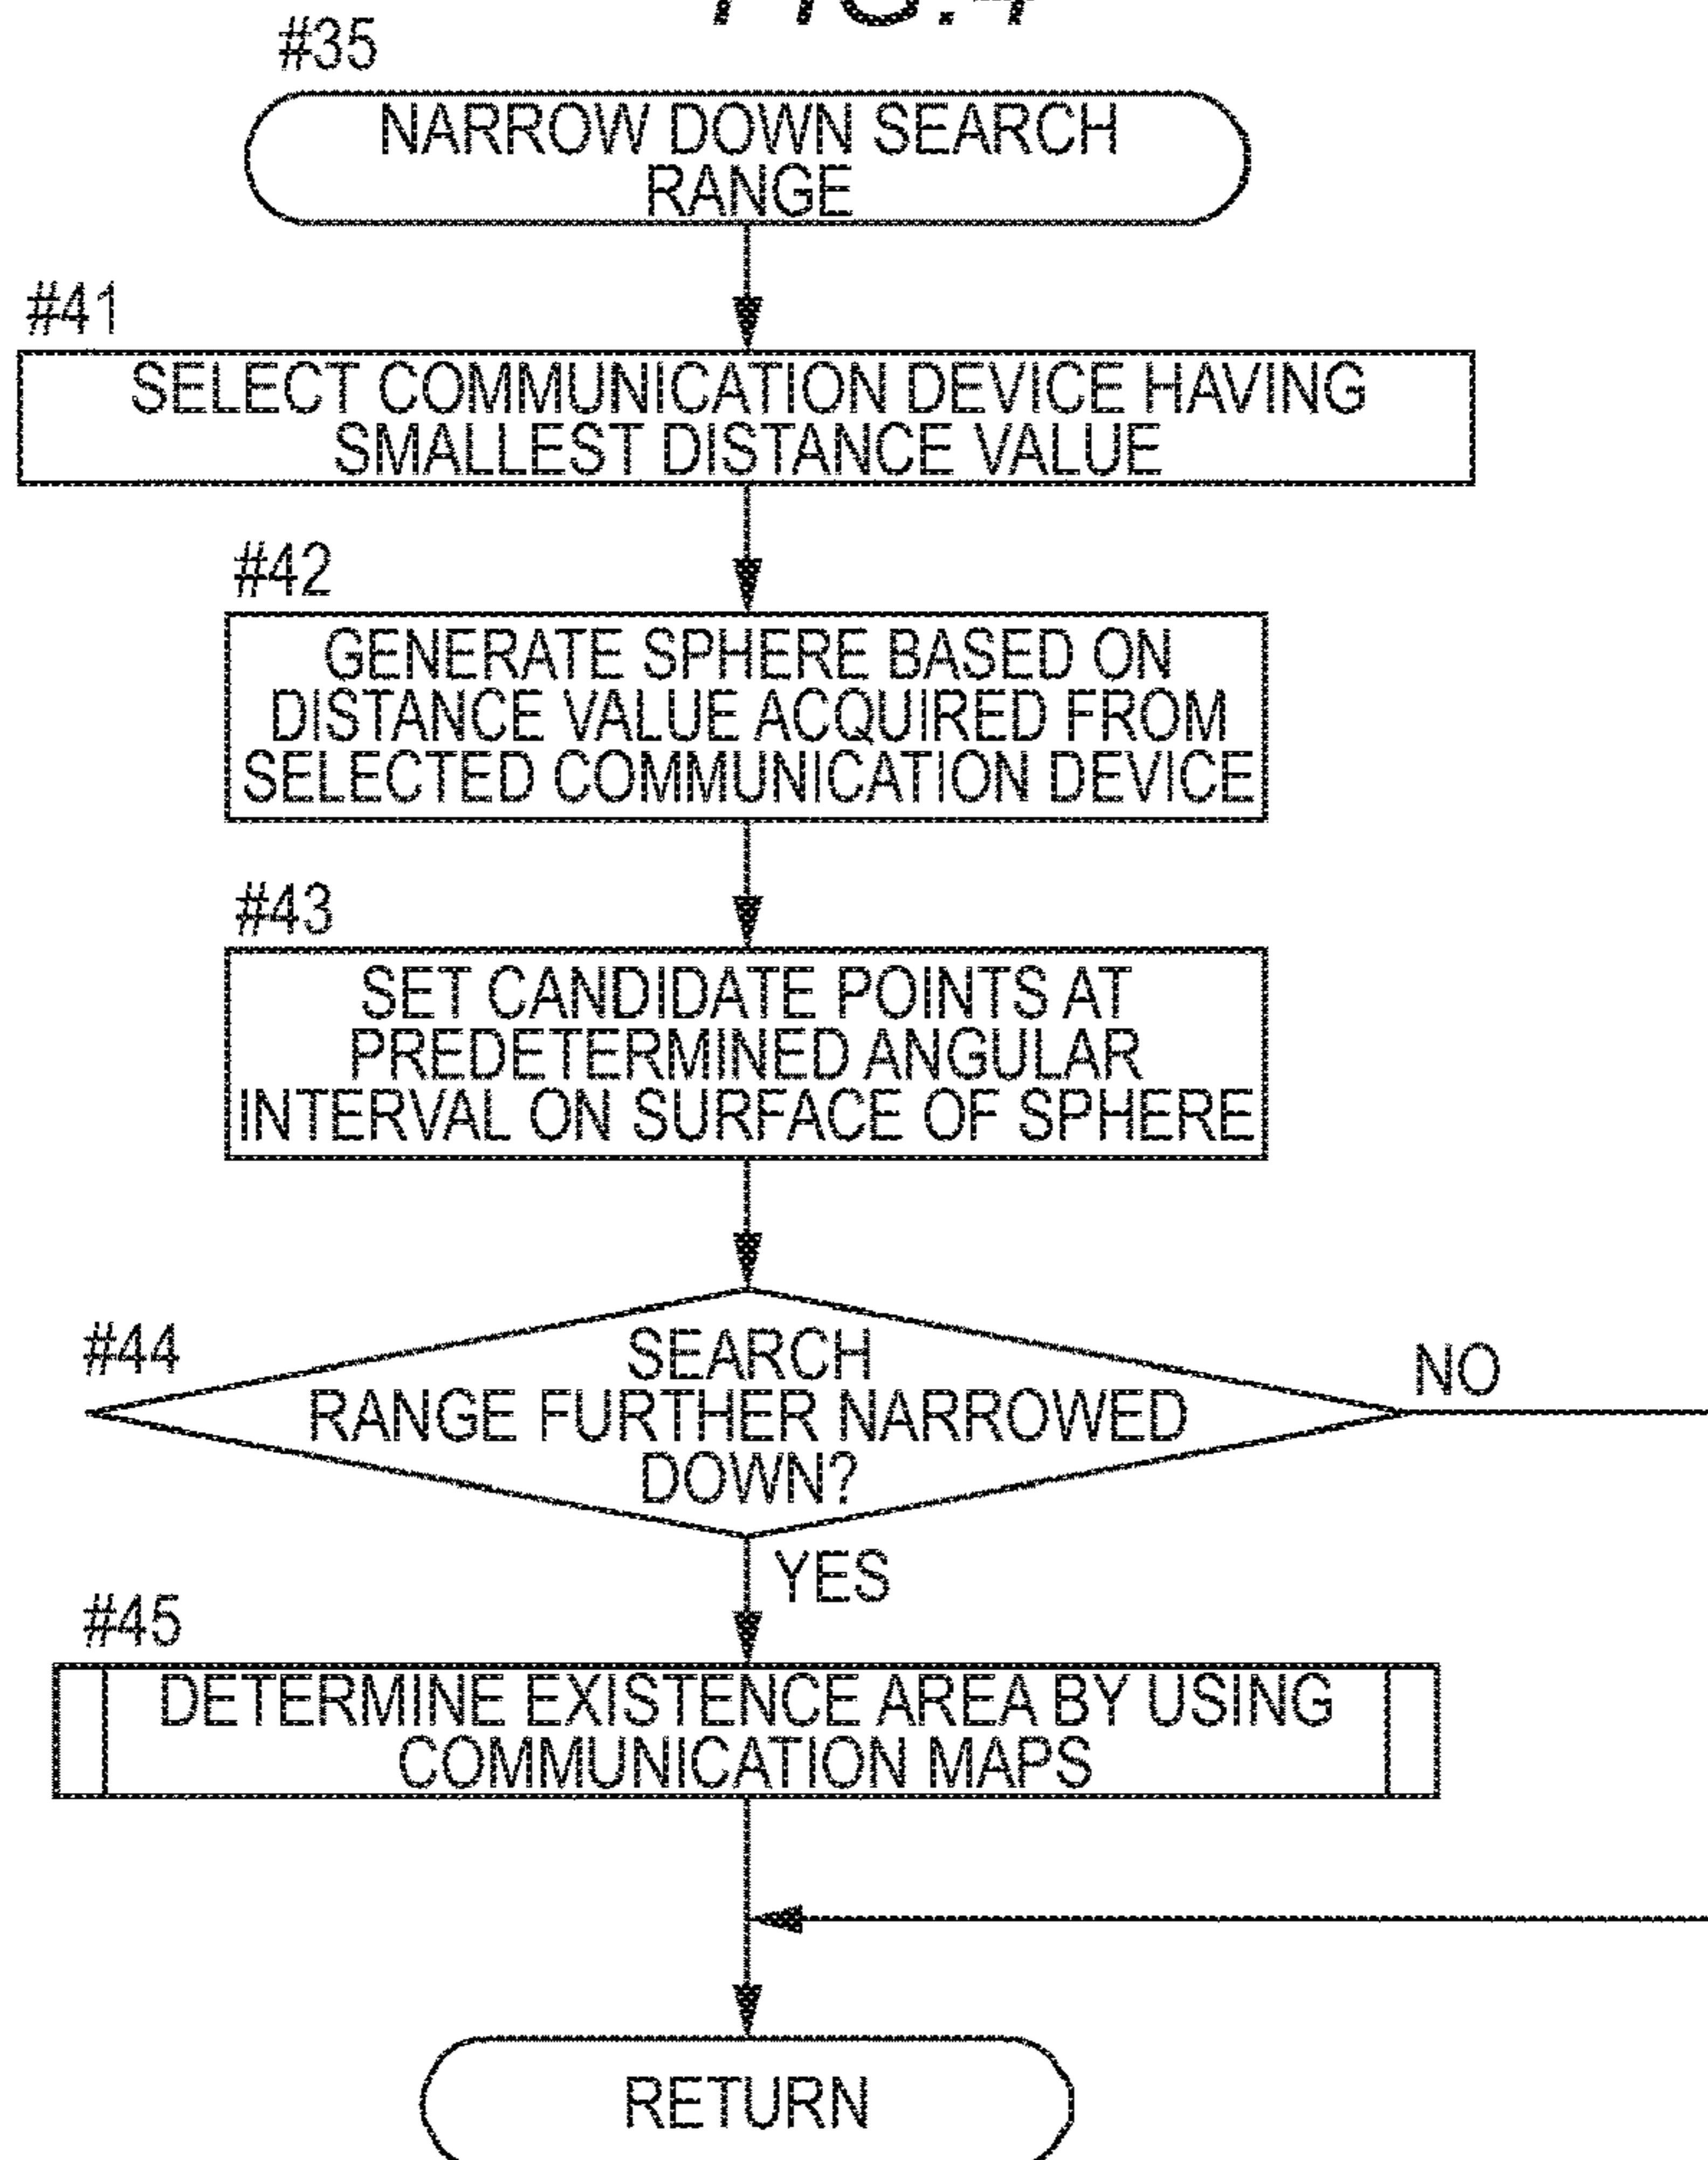 FIG.4
#35
NARROW DOWN SEARCH
RANGE
#41
SELECT COMMUNICATION DEVICE HAVING
SMALLEST DISTANCE VALUE
#42
GENERATE SPHERE BASED ON
DISTANCE VALUE ACQUIRED FROM
SELECTED COMMUNICATION DEVICE
#43
SET CANDIDATE POINTS AT
PREDETERMINED ANGULAR
INTERVAL ON SURFACE OF SPHERE
#44
SEARCH
RANGE FURTHER NARROWED
DOWN?
NO
YES
#45
DETERMINE EXISTENCE AREA BY USING
COMMUNICATION MAPS
RETURN